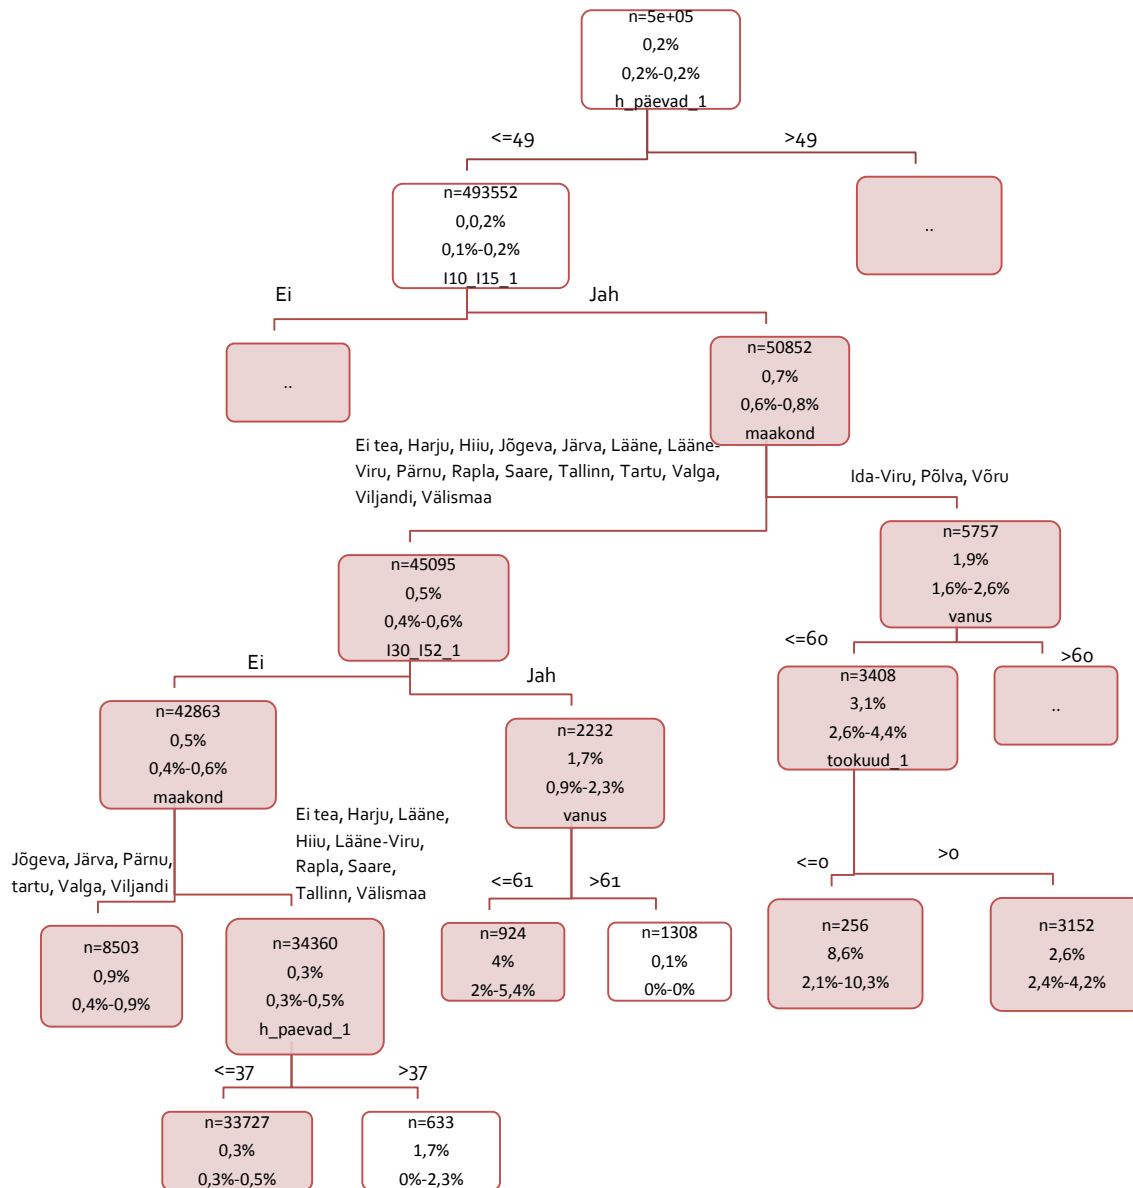 n=5e+05
0,2%
0,2%-0,2%
h_päevad_1
<=49
>49
n=493552
0,0,2%
0,1%-0,2%
I10_I15_1
..
Ei
Jah
..
n=50852
0,7%
0,6%-0,8%
maakond
Ei tea, Harju, Hiiu, Jõgeva, Järva, Lääne, Lääne-
Viru, Pärnu, Rapla, Saare, Tallinn, Tartu, Valga,
Viljandi, Välismaa
Ida-Viru, Põlva, Võru
n=45095
0,5%
0,4%-0,6%
I30_I52_1
n=5757
1,9%
1,6%-2,6%
vanus
Ei
Jah
<=60
>60
n=42863
0,5%
0,4%-0,6%
maakond
n=2232
1,7%
0,9%-2,3%
vanus
n=3408
3,1%
2,6%-4,4%
tookuud_1
..
Jõgeva, Järva, Pärnu,
tartu, Valga, Viljandi
Ei tea, Harju, Lääne,
Hiiu, Lääne-Viru,
Rapla, Saare,
Tallinn, Välismaa
<=61
>61
<=0
>0
n=8503
0,9%
0,4%-0,9%
n=34360
0,3%
0,3%-0,5%
h_paevad_1
n=924
4%
2%-5,4%
n=1308
0,1%
0%-0%
n=256
8,6%
2,1%-10,3%
n=3152
2,6%
2,4%-4,2%
<=37
>37
n=33727
0,3%
0,3%-0,5%
n=633
1,7%
0%-2,3%